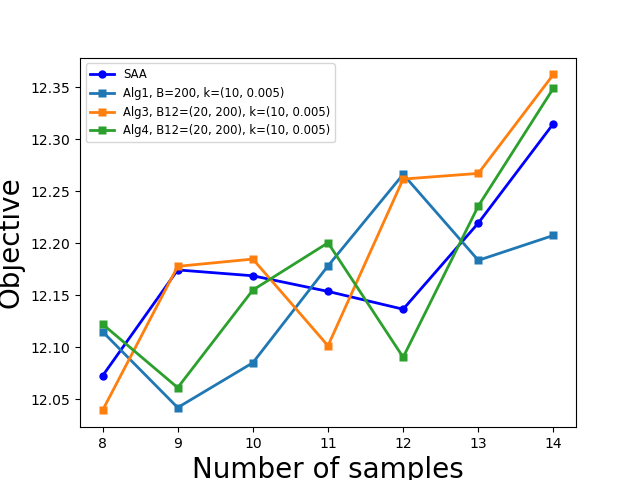 SAA
Alg1, B=200, k=(10, 0.005)
Alg3, B12=(20, 200), k=(10, 0.005)
Alg4, B12=(20, 200), k=(10, 0.005)
12.35
12.30
12.25
12.20
12.15
12.10
12.05
Objective
8 9 10 11 12 13 14
Number of samples